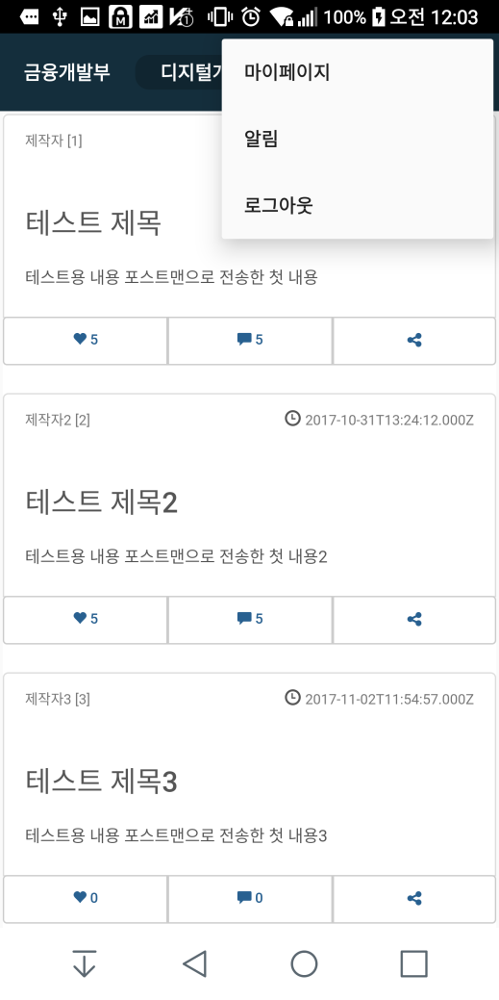 100% 오전 12:03
금융개발부 디지털
마이페이지
알림
로그아웃
제작자 [1]
테스트 제목
테스트용 내용 포스트맨으로 전송한 첫 내용
5 5
제작자2 [2] 2017-10-31T13:24:12.000Z
테스트 제목2
테스트용 내용 포스트맨으로 전송한 첫 내용2
5 5
제작자3 [3] 2017-11-02T11:54:57.000Z
테스트 제목3
테스트용 내용 포스트맨으로 전송한 첫 내용3
0 0